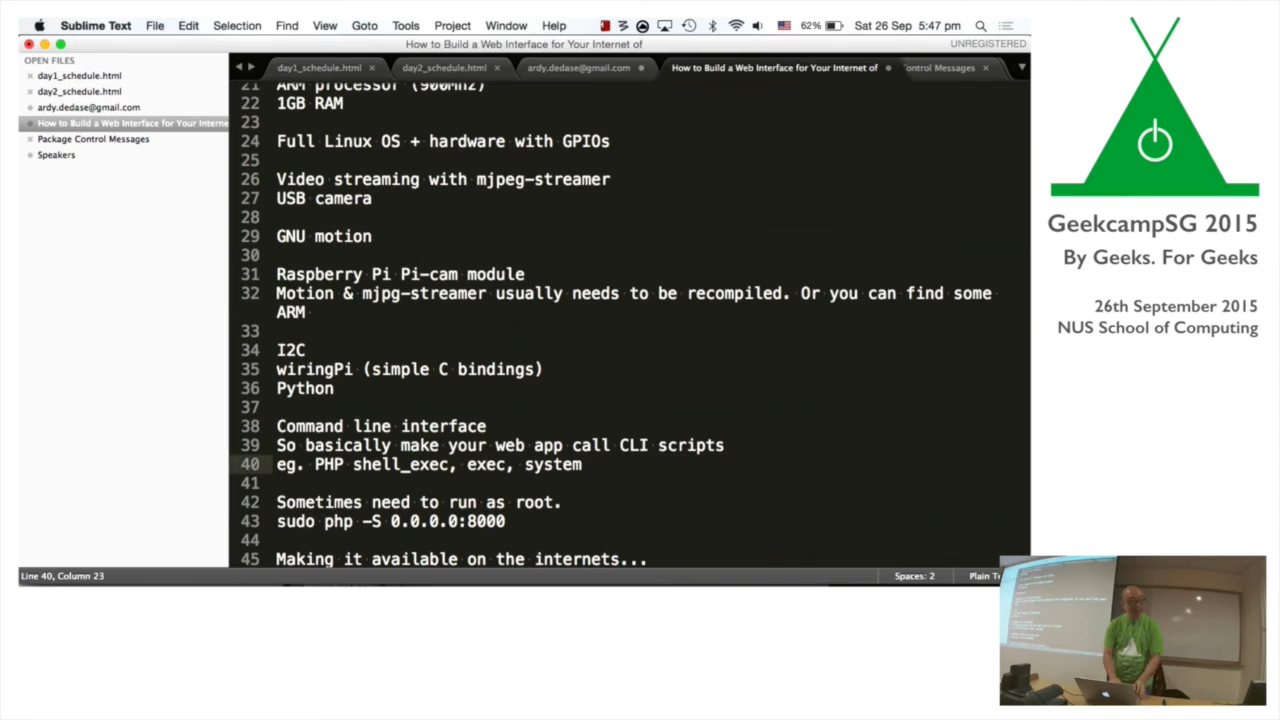 Sublime Text File Edit Selection Find View Goto Tools Project Window Help 62% Sat 26 Sep 5:47 pm
How to Build a Web Interface for Your Internet of UNREGISTERED
OPEN FILES
day1_schedule.html
day2_schedule.html
ardy.dedase@gmail.com
How to Build a Web Interface for Your Interne
Package Control Messages
Speakers
day1_schedule.html day2_schedule.html ardy.dedase@gmail.com How to Build a Web Interface for Your Internet of ontrol Messages
21 ARM processor (900Mhz)
22 1GB RAM
23
24 Full Linux OS + hardware with GPIOs
25
26 Video streaming with mjpeg-streamer
27 USB camera
28
29 GNU motion
30
31 Raspberry Pi Pi-cam module
32 Motion & mjpg-streamer usually needs to be recompiled. Or you can find some
ARM
33
34 I2C
35 wiringPi (simple C bindings)
36 Python
37
38 Command line interface
39 So basically make your web app call CLI scripts
40 eg. PHP shell_exec, exec, system
41
42 Sometimes need to run as root.
43 sudo php -S 0.0.0.0:8000
44
45 Making it available on the internets...
Line 40, Column 23 Spaces: 2 Plain Te
GeekcampSG 2015
By Geeks. For Geeks
26th September 2015
NUS School of Computing